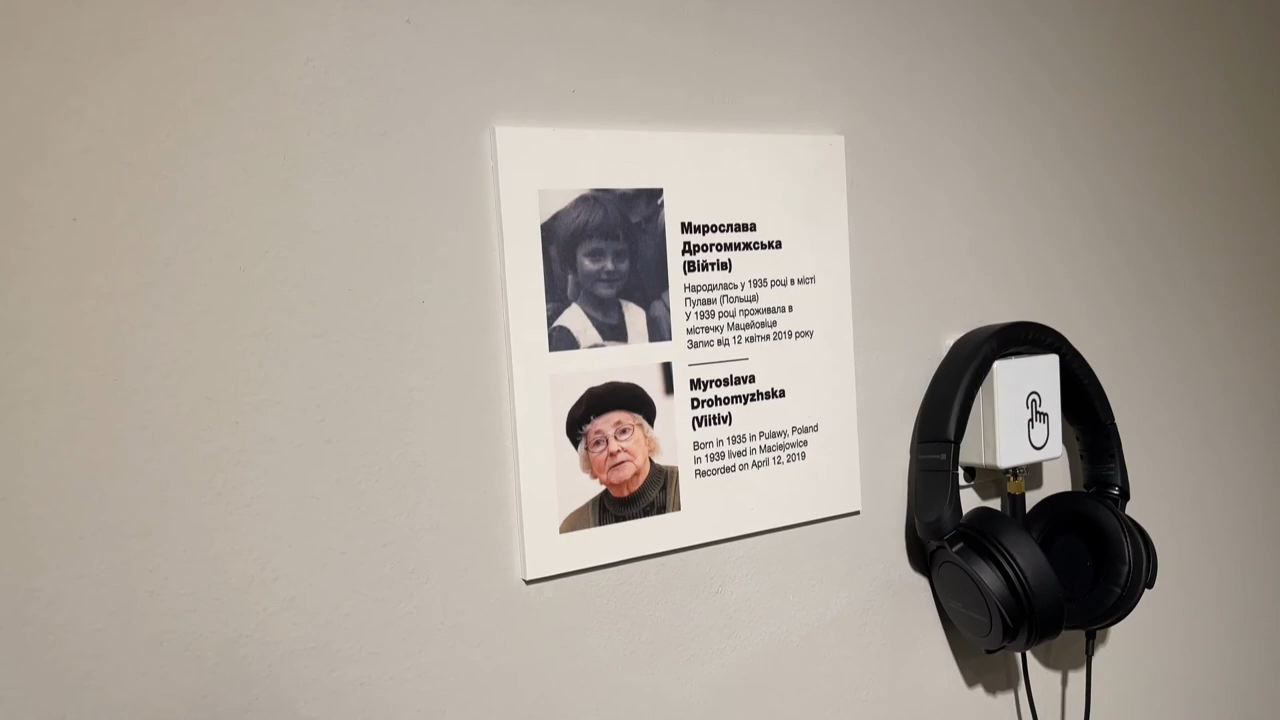 Мирослава
Дрогомижська
(Війтів)
Народилась у 1935 році в місті
Пулави (Польща)
У 1939 році проживала в
містечку Мацейовіце
Запис від 12 квітня 2019 року
Myroslava
Drohomyzhska
(Viitiv)
Born in 1935 in Pulawy, Poland
In 1939 lived in Maciejowice
Recorded on April 12, 2019